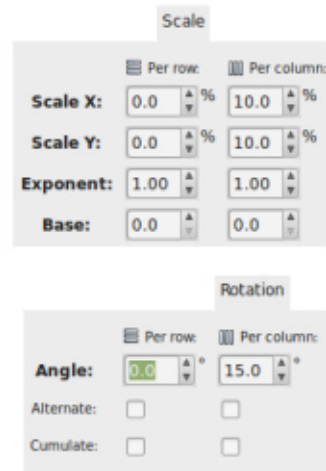 Scale
Per row: Per column:
Scale X: 0.0 % 10.0 %
Scale Y: 0.0 % 10.0 %
Exponent: 1.00 1.00
Base: 0.0 0.0
Rotation
Per row: Per column:
Angle: 0.0 ° 15.0 °
Alternate:
Cumulate: